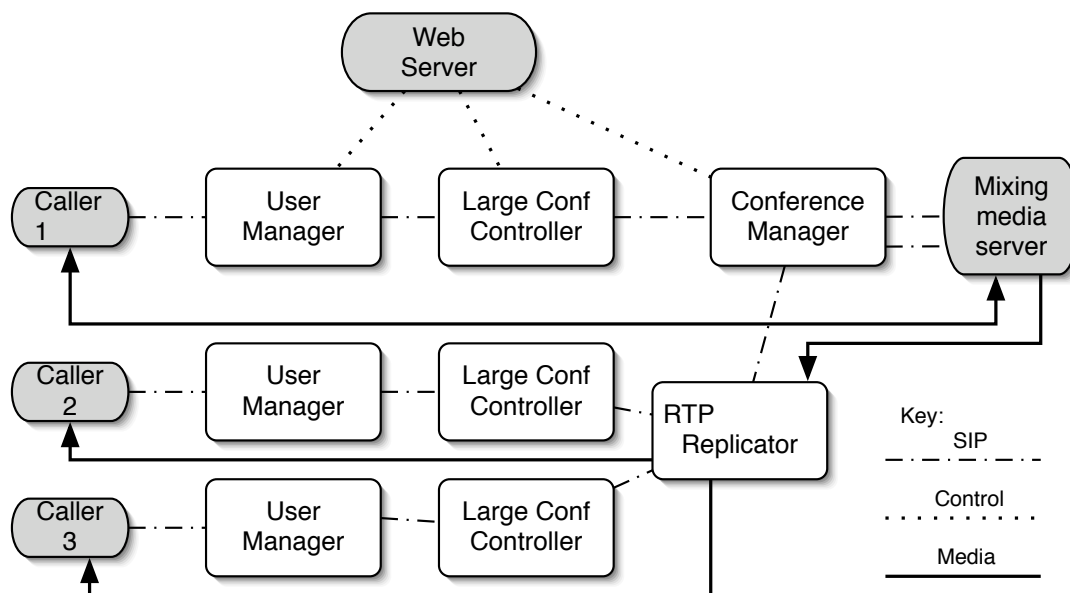 Web
Server
Caller
1
User
Manager
Large Conf
Controller
Conference
Manager
Mixing
media
server
Caller
2
User
Manager
Large Conf
Controller
RTP
Replicator
Key:
SIP
Control
Media
Caller
3
User
Manager
Large Conf
Controller